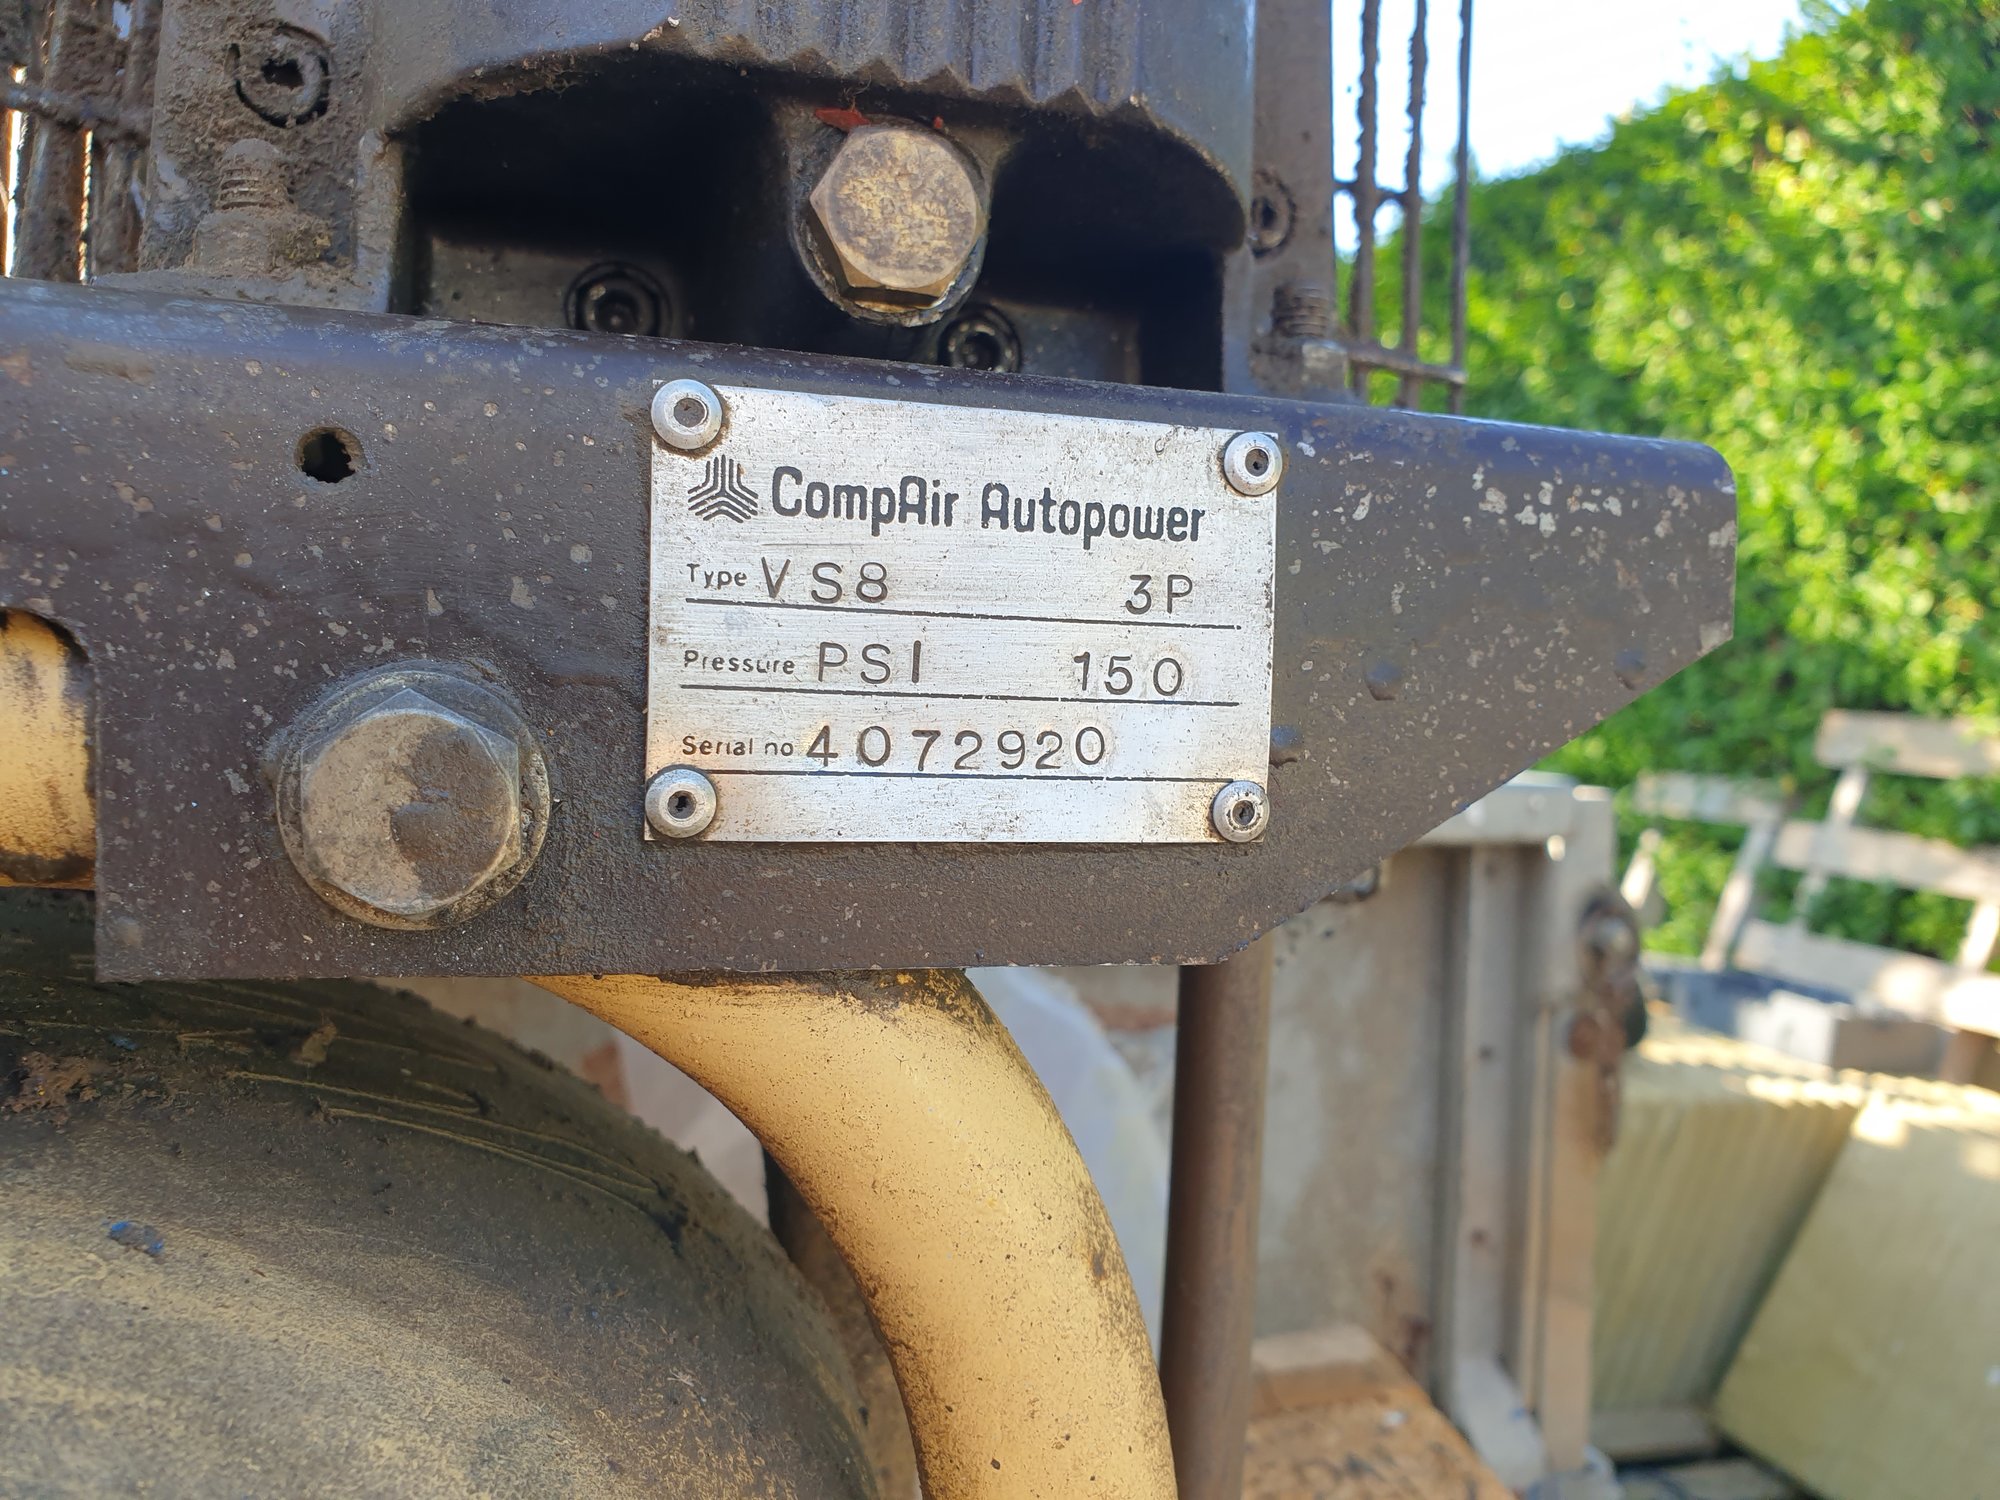 CompAir Autopower
Type VS8 3P
Pressure PSI 150
Serial no 4072920